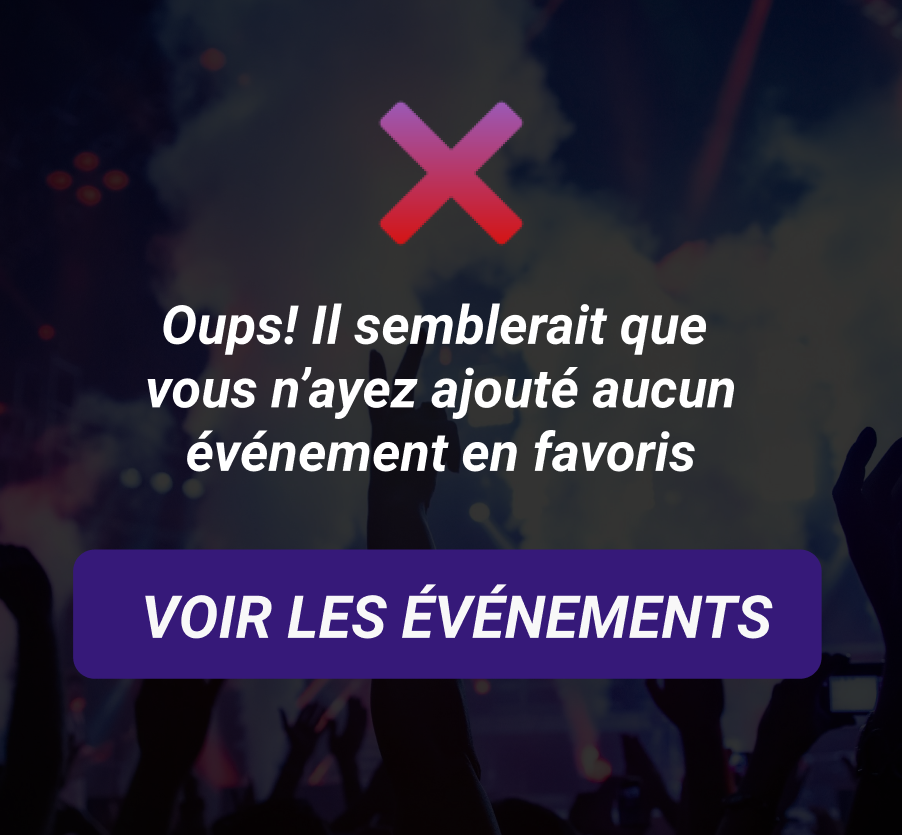 Oups! Il semblerait que
vous n’ayez ajouté aucun
événement en favoris
VOIR LES ÉVÉNEMENTS